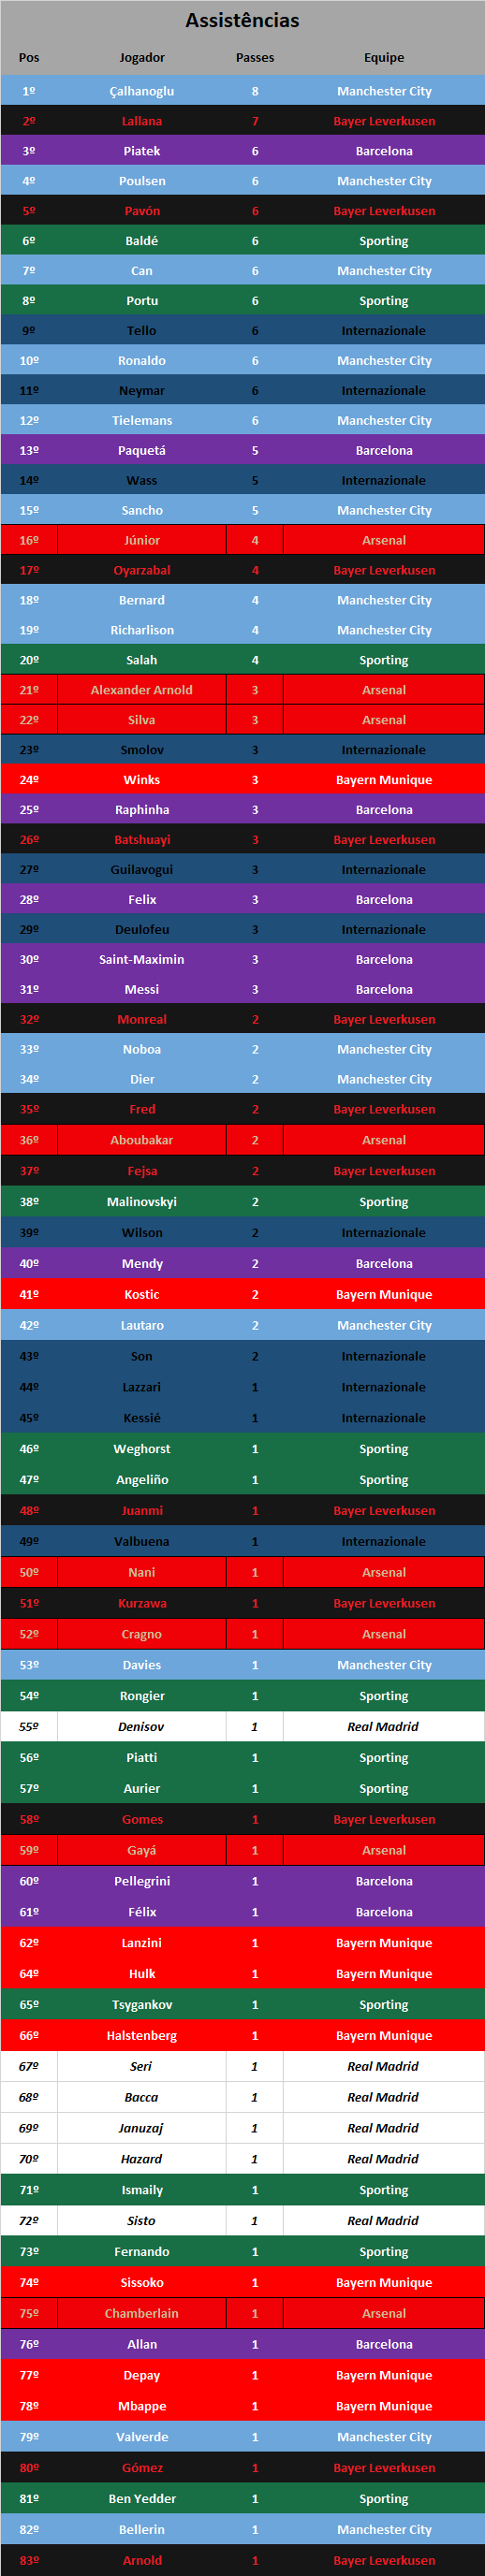 Assistências
Pos Jogador Passes Equipe
1º Çalhanoglu 8 Manchester City
2º Lallana 7 Bayer Leverkusen
3º Piatek 6 Barcelona
4º Poulsen 6 Manchester City
5º Pavón 6 Bayer Leverkusen
6º Baldé 6 Sporting
7º Can 6 Manchester City
8º Portu 6 Sporting
9º Tello 6 Internazionale
10º Ronaldo 6 Manchester City
11º Neymar 6 Internazionale
12º Tielemans 6 Manchester City
13º Paquetá 5 Barcelona
14º Wass 5 Internazionale
15º Sancho 5 Manchester City
16º Júnior 4 Arsenal
17º Oyarzabal 4 Bayer Leverkusen
18º Bernard 4 Manchester City
19º Richarlison 4 Manchester City
20º Salah 4 Sporting
21º Alexander Arnold 3 Arsenal
22º Silva 3 Arsenal
23º Smolov 3 Internazionale
24º Winks 3 Bayern Munique
25º Raphinha 3 Barcelona
26º Batshuayi 3 Bayer Leverkusen
27º Guilavogui 3 Internazionale
28º Felix 3 Barcelona
29º Deulofeu 3 Internazionale
30º Saint-Maximin 3 Barcelona
31º Messi 3 Barcelona
32º Monreal 2 Bayer Leverkusen
33º Noboa 2 Manchester City
34º Dier 2 Manchester City
35º Fred 2 Bayer Leverkusen
36º Aboubakar 2 Arsenal
37º Fejsa 2 Bayer Leverkusen
38º Malinovskyi 2 Sporting
39º Wilson 2 Internazionale
40º Mendy 2 Barcelona
41º Kostic 2 Bayern Munique
42º Lautaro 2 Manchester City
43º Son 2 Internazionale
44º Lazzari 1 Internazionale
45º Kessié 1 Internazionale
46º Weghorst 1 Sporting
47º Angeliño 1 Sporting
48º Juanmi 1 Bayer Leverkusen
49º Valbuena 1 Internazionale
50º Nani 1 Arsenal
51º Kurzawa 1 Bayer Leverkusen
52º Cragno 1 Arsenal
53º Davies 1 Manchester City
54º Rongier 1 Sporting
55º Denisov 1 Real Madrid
56º Piatti 1 Sporting
57º Aurier 1 Sporting
58º Gomes 1 Bayer Leverkusen
59º Gayá 1 Arsenal
60º Pellegrini 1 Barcelona
61º Félix 1 Barcelona
62º Lanzini 1 Bayern Munique
64º Hulk 1 Bayern Munique
65º Tsygankov 1 Sporting
66º Halstenberg 1 Bayern Munique
67º Seri 1 Real Madrid
68º Bacca 1 Real Madrid
69º Januzaj 1 Real Madrid
70º Hazard 1 Real Madrid
71º Ismaily 1 Sporting
72º Sisto 1 Real Madrid
73º Fernando 1 Sporting
74º Sissoko 1 Bayern Munique
75º Chamberlain 1 Arsenal
76º Allan 1 Barcelona
77º Depay 1 Bayern Munique
78º Mbappe 1 Bayern Munique
79º Valverde 1 Manchester City
80º Gómez 1 Bayer Leverkusen
81º Ben Yedder 1 Sporting
82º Bellerin 1 Manchester City
83º Arnold 1 Bayer Leverkusen